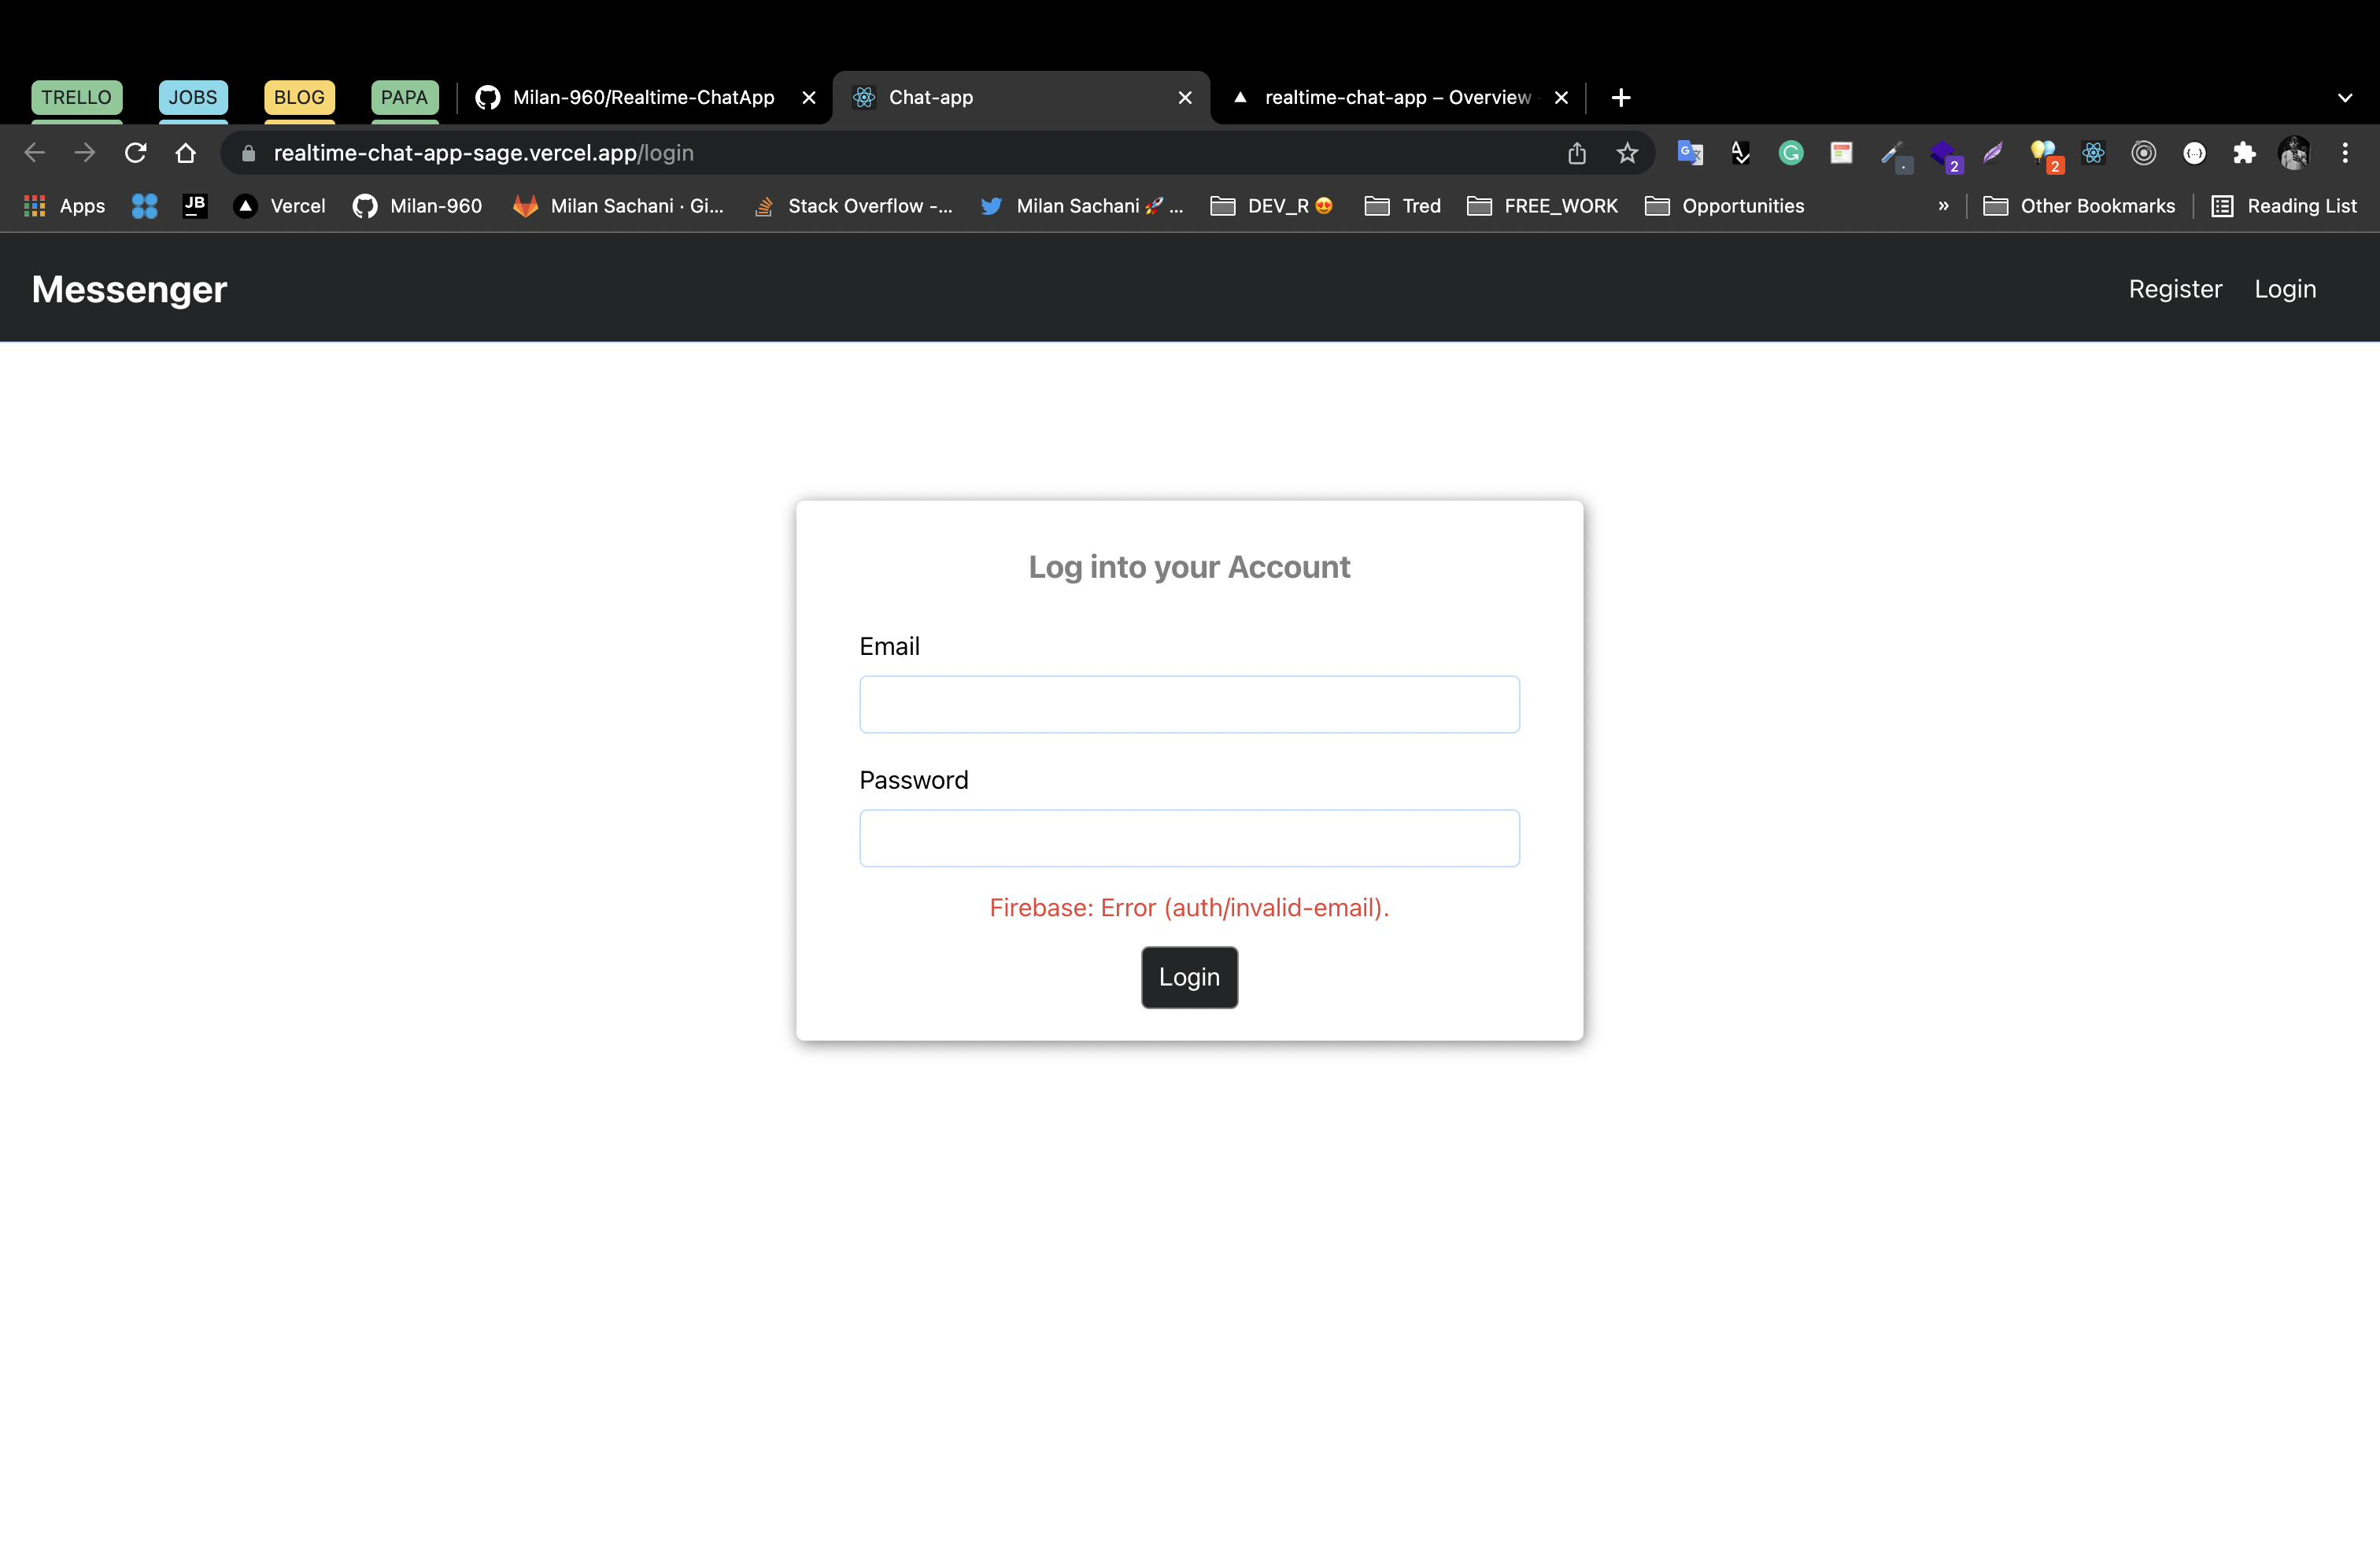 TRELLO JOBS BLOG PAPA Milan-960/Realtime-ChatApp Chat-app realtime-chat-app – Overview
realtime-chat-app-sage.vercel.app/login 2 2
Apps JB Vercel Milan-960 Milan Sachani · Gi... Stack Overflow -... Milan Sachani 🚀 ... DEV_R 😍 Tred FREE_WORK Opportunities » Other Bookmarks Reading List
Messenger Register Login
Log into your Account
Email
Password
Firebase: Error (auth/invalid-email).
Login